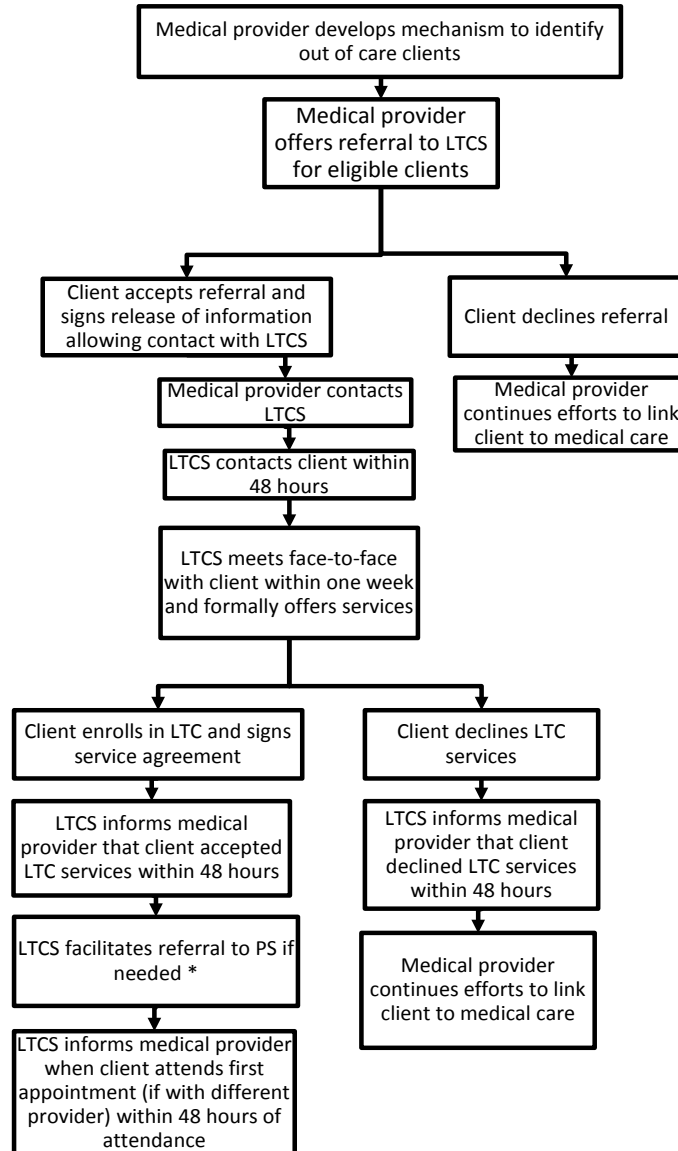 Medical provider develops mechanism to identify
out of care clients
Medical provider
offers referral to LTCS
for eligible clients
Client accepts referral and
signs release of information
allowing contact with LTCS
Client declines referral
Medical provider contacts
LTCS
Medical provider
continues efforts to link
client to medical care
LTCS contacts client within
48 hours
LTCS meets face-to-face
with client within one week
and formally offers services
Client enrolls in LTC and signs
service agreement
Client declines LTC
services
LTCS informs medical
provider that client accepted
LTC services within 48 hours
LTCS informs medical
provider that client
declined LTC services
within 48 hours
LTCS facilitates referral to PS if
needed *
Medical provider
continues efforts to link
client to medical care
LTCS informs medical provider
when client attends first
appointment (if with different
provider) within 48 hours of
attendance